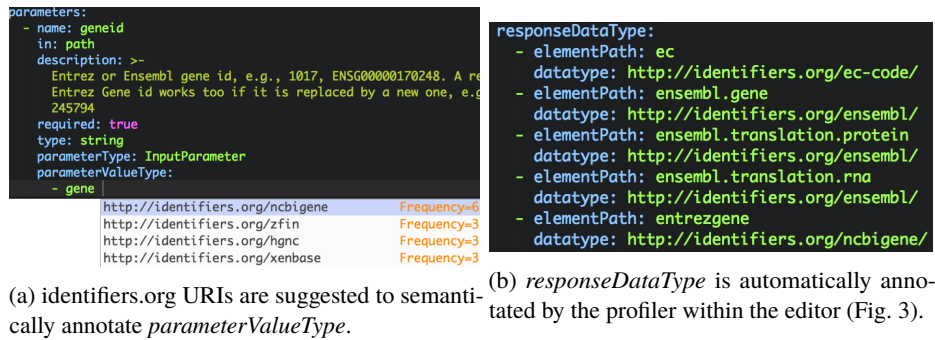 parameters:
- name: geneid
in: path
description: >-
Entrez or Ensembl gene id, e.g., 1017, ENSG00000170248. A re
Entrez Gene id works too if it is replaced by a new one, e.g
245794
required: true
type: string
parameterType: InputParameter
parameterValueType:
- gene
http://identifiers.org/ncbigene Frequency=6
http://identifiers.org/zfin Frequency=3
http://identifiers.org/hgnc Frequency=3
http://identifiers.org/xenbase Frequency=3
(a) identifiers.org URIs are suggested to semanti-
cally annotate parameterValueType.
responseDataType:
- elementPath: ec
datatype: http://identifiers.org/ec-code/
- elementPath: ensembl.gene
datatype: http://identifiers.org/ensembl/
- elementPath: ensembl.translation.protein
datatype: http://identifiers.org/ensembl/
- elementPath: ensembl.translation.rna
datatype: http://identifiers.org/ensembl/
- elementPath: entrezgene
datatype: http://identifiers.org/ncbigene/
(b) responseDataType is automatically anno-
tated by the profiler within the editor (Fig. 3).